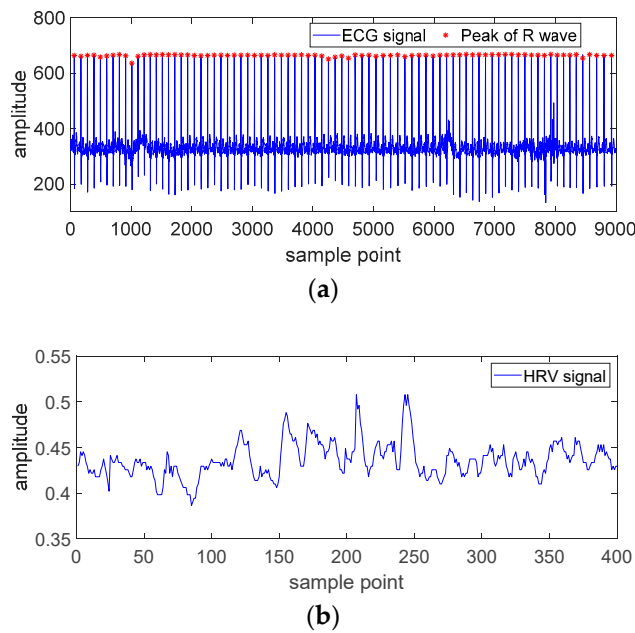 800
ECG signal
Peak of R wave
600
amplitude
400
200
0 1000 2000 3000 4000 5000 6000 7000 8000 9000
sample point
(a)
0.55
HRV signal
0.5
amplitude
0.45
0.4
0.35
0 50 100 150 200 250 300 350 400
sample point
(b)